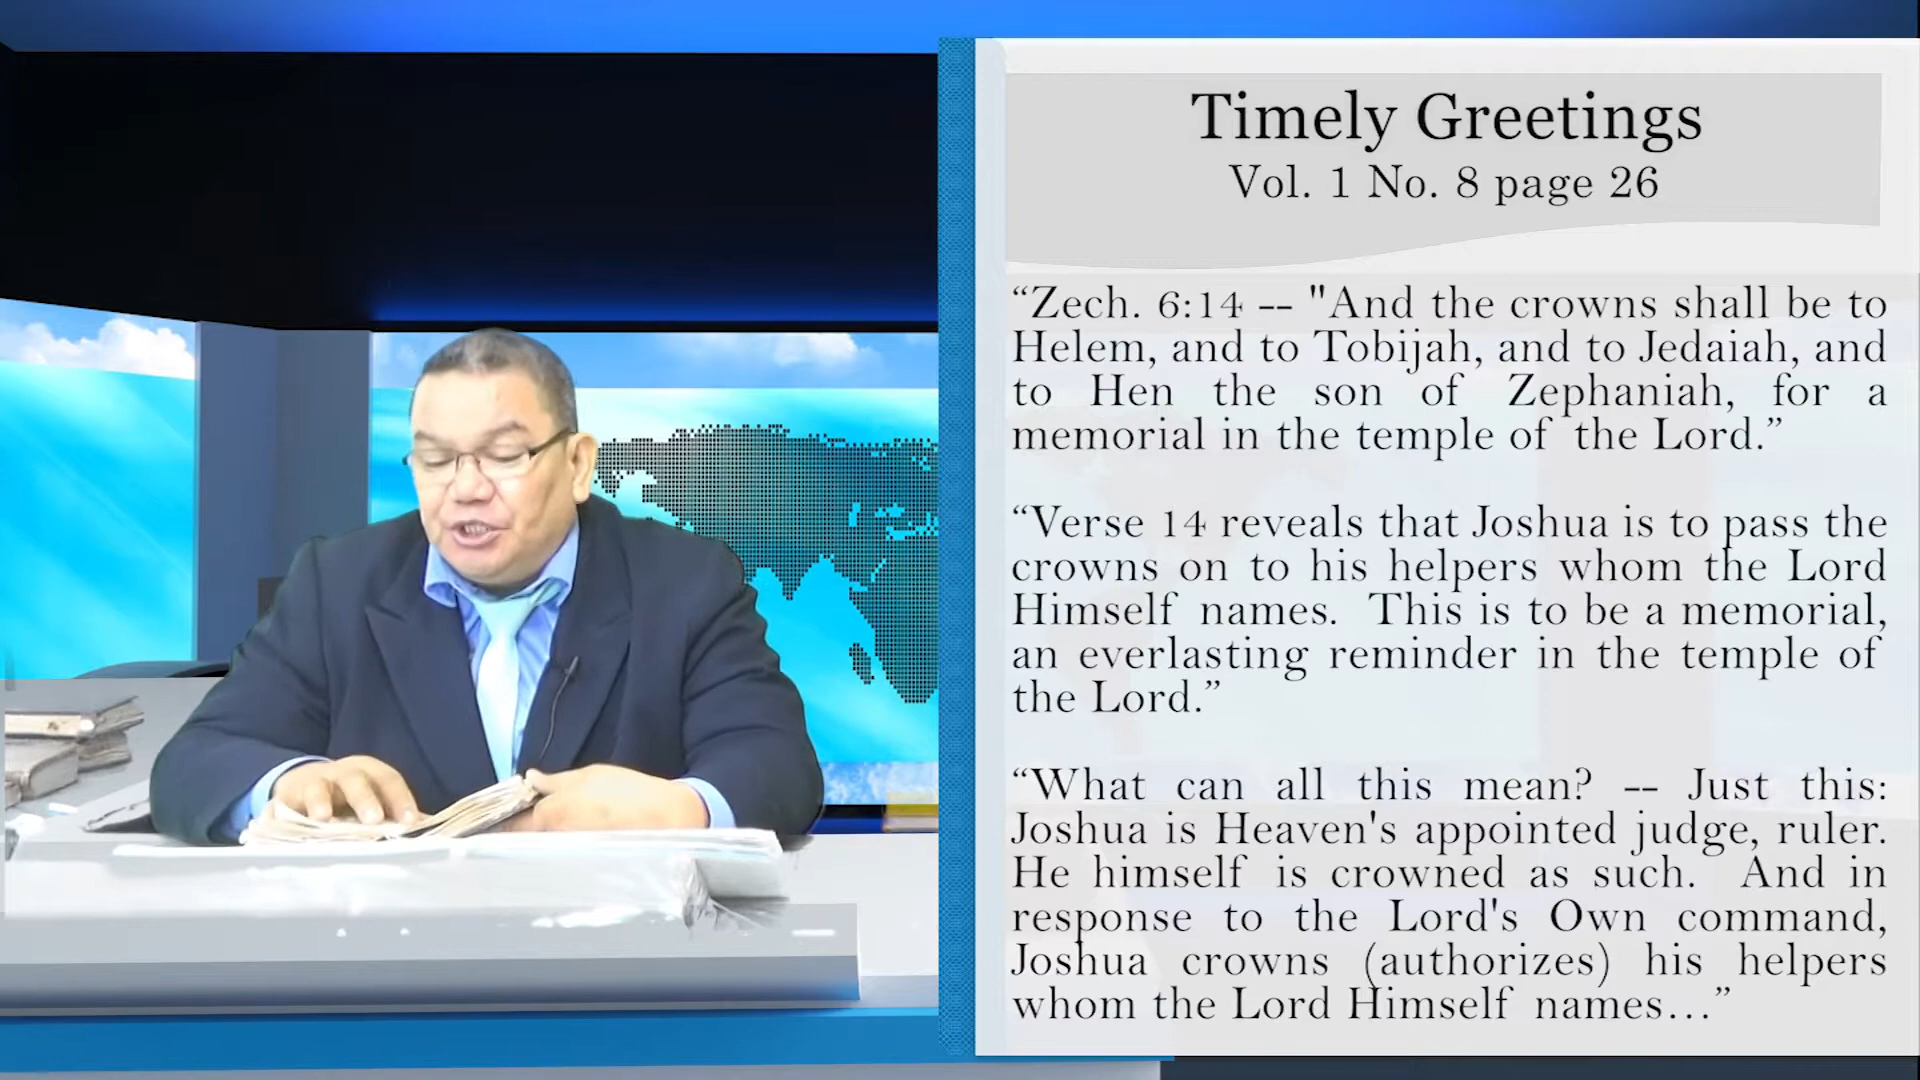 Timely Greetings
Vol. 1 No. 8 page 26
“Zech. 6:14 -- "And the crowns shall be to
Helem, and to Tobijah, and to Jedaiah, and
to Hen the son of Zephaniah, for a
memorial in the temple of the Lord.”
“Verse 14 reveals that Joshua is to pass the
crowns on to his helpers whom the Lord
Himself names. This is to be a memorial,
an everlasting reminder in the temple of
the Lord.”
“What can all this mean? -- Just this:
Joshua is Heaven's appointed judge, ruler.
He himself is crowned as such. And in
response to the Lord's Own command,
Joshua crowns (authorizes) his helpers
whom the Lord Himself names…”